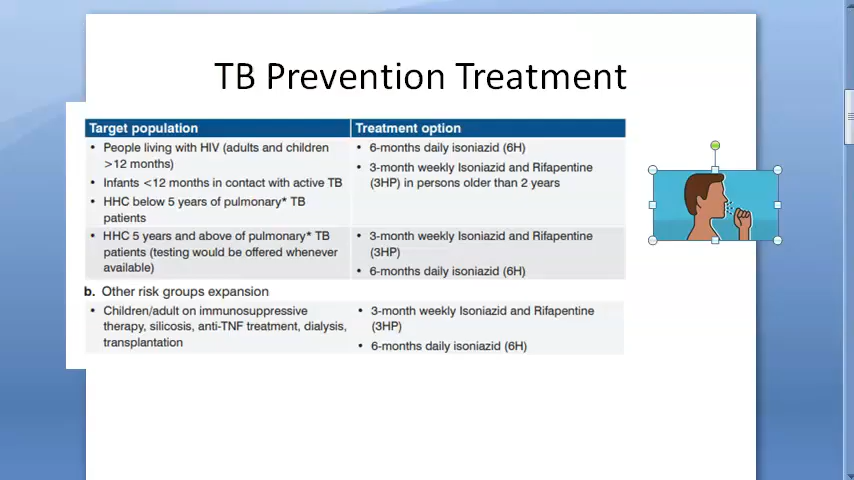 TB Prevention Treatment
Target population
Treatment option
• People living with HIV (adults and children
>12 months)
• Infants <12 months in contact with active TB
• HHC below 5 years of pulmonary* TB
patients
• 6-months daily isoniazid (6H)
• 3-month weekly Isoniazid and Rifapentine
(3HP) in persons older than 2 years
• HHC 5 years and above of pulmonary* TB
patients (testing would be offered whenever
available)
• 3-month weekly Isoniazid and Rifapentine
(3HP)
• 6-months daily isoniazid (6H)
b. Other risk groups expansion
• Children/adult on immunosuppressive
therapy, silicosis, anti-TNF treatment, dialysis,
transplantation
• 3-month weekly Isoniazid and Rifapentine
(3HP)
• 6-months daily isoniazid (6H)